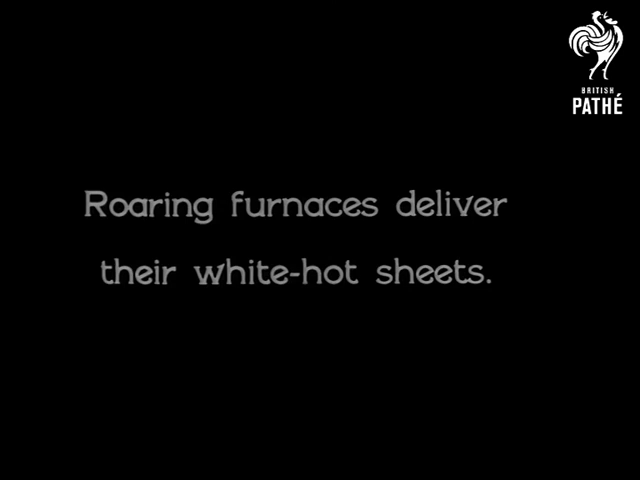 BRITISH
PATHÉ
Roaring furnaces deliver
their white-hot sheets.